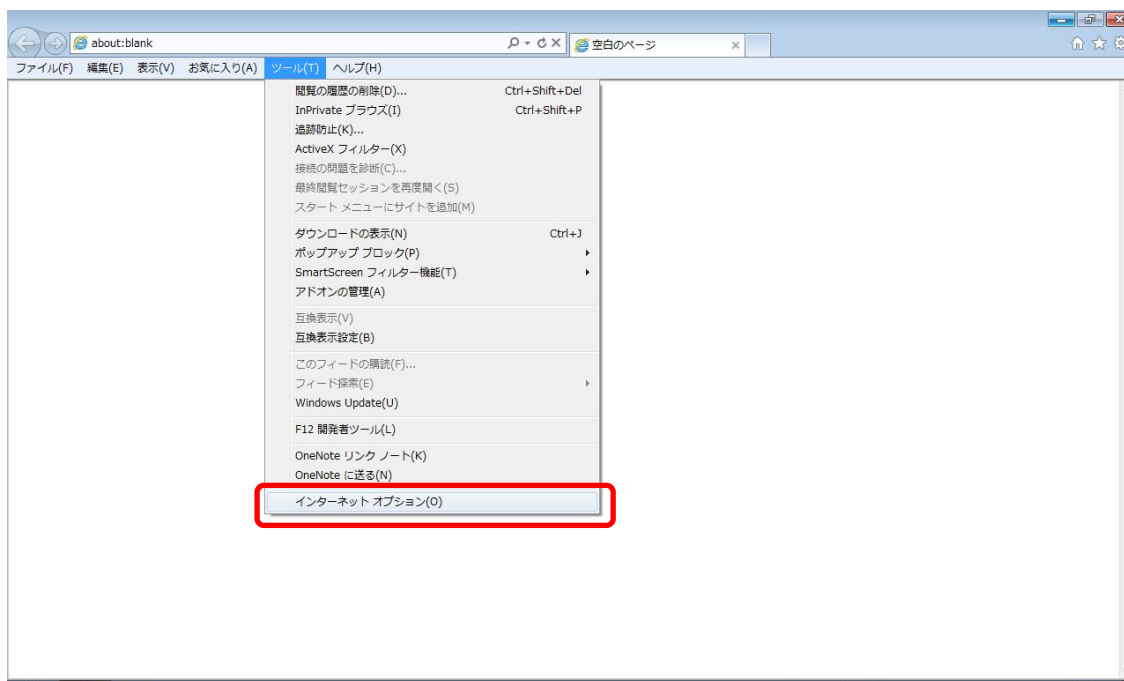 about:blank
空白のページ
ファイル(F) 編集(E) 表示(V) お気に入り(A) ツール(T) ヘルプ(H)
閲覧の履歴の削除(D)... Ctrl+Shift+Del
InPrivate ブラウズ(I) Ctrl+Shift+P
追跡防止(K)...
ActiveX フィルター(X)
接続の問題を診断(C)...
最終閲覧セッションを再度開く(S)
スタート メニューにサイトを追加(M)
ダウンロードの表示(N) Ctrl+J
ポップアップ ブロック(P)
SmartScreen フィルター機能(T)
アドオンの管理(A)
互換表示(V)
互換表示設定(B)
このフィードの購読(F)...
フィード探索(E)
Windows Update(U)
F12 開発者ツール(L)
OneNote リンク ノート(K)
OneNote に送る(N)
インターネット オプション(O)